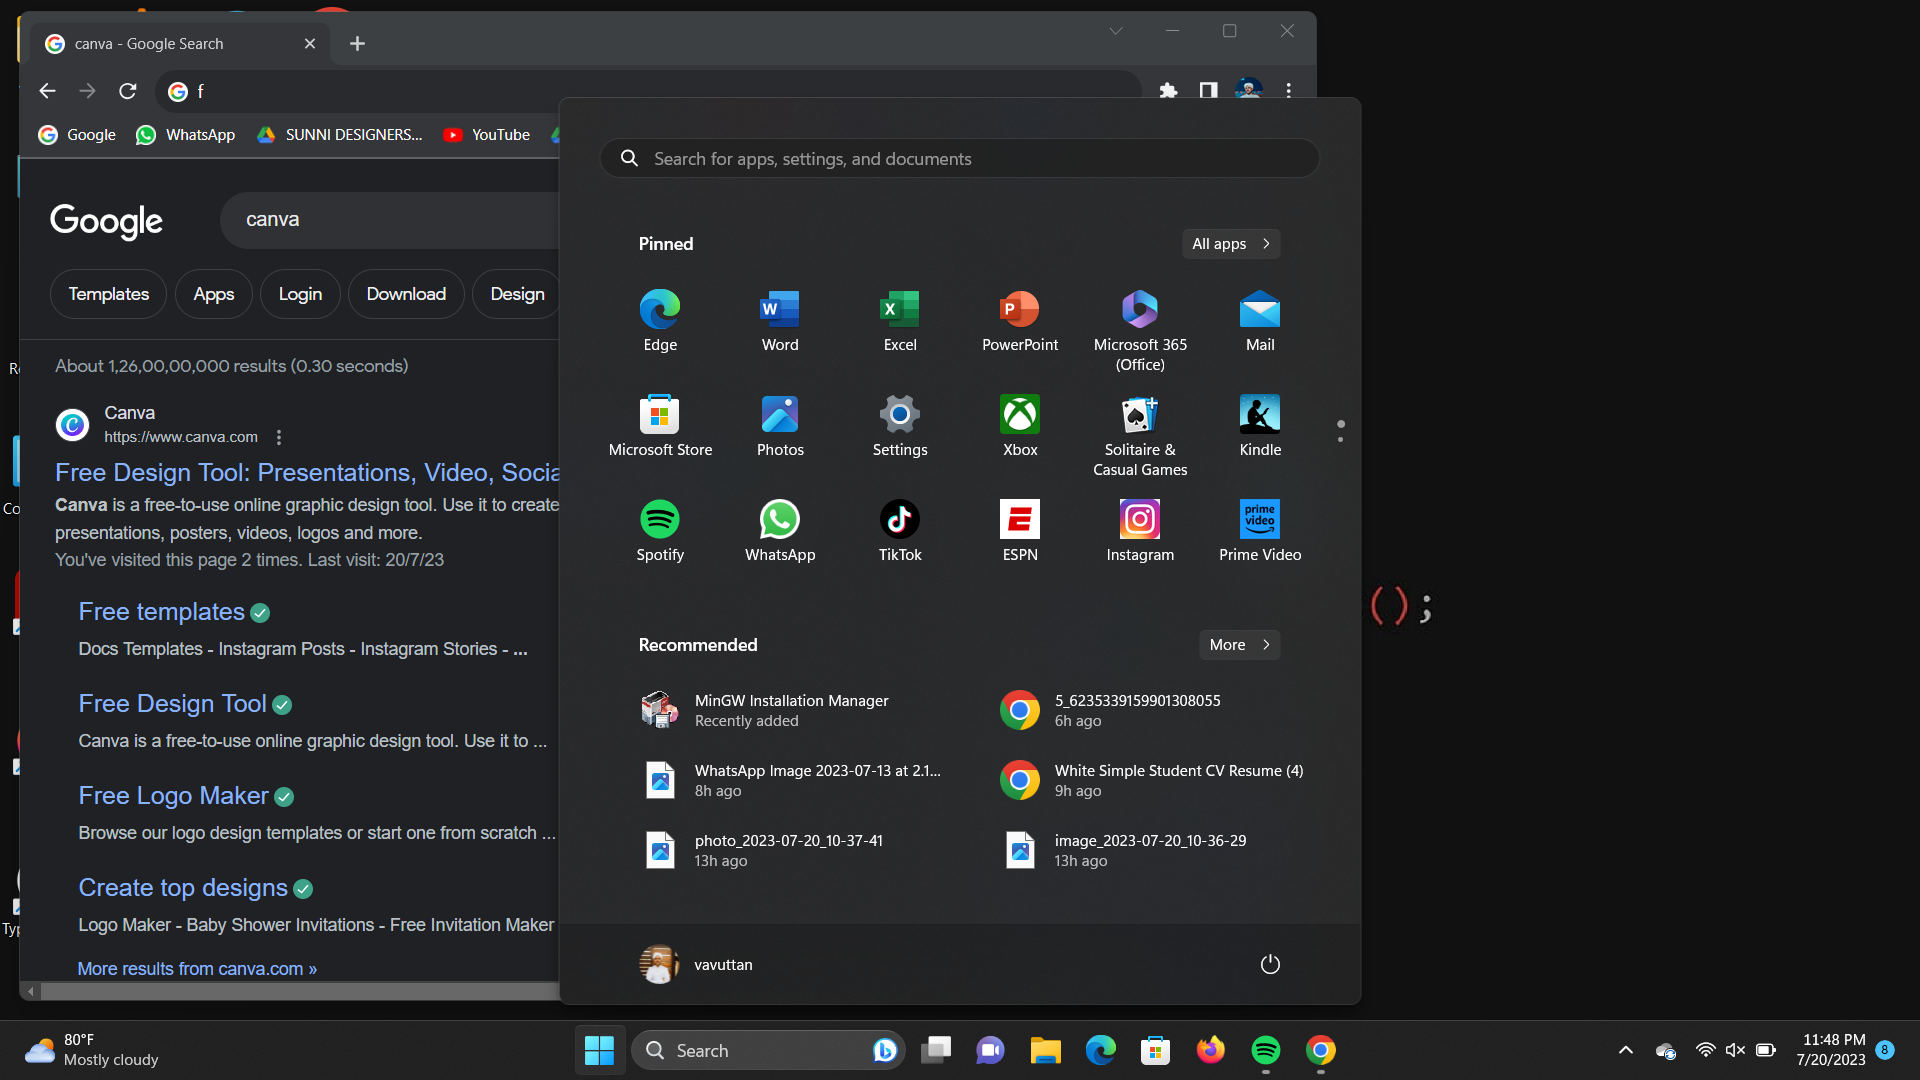 canva - Google Search
f
Google
WhatsApp
SUNNI DESIGNERS...
YouTube
Google
canva
Templates
Apps
Login
Download
Design
About 1,26,00,00,000 results (0.30 seconds)
Canva
https://www.canva.com
Free Design Tool: Presentations, Video, Socia
Canva is a free-to-use online graphic design tool. Use it to create
presentations, posters, videos, logos and more.
You've visited this page 2 times. Last visit: 20/7/23
Free templates
Docs Templates - Instagram Posts - Instagram Stories - ...
Free Design Tool
Canva is a free-to-use online graphic design tool. Use it to ...
Free Logo Maker
Browse our logo design templates or start one from scratch ...
Create top designs
Logo Maker - Baby Shower Invitations - Free Invitation Maker
More results from canva.com »
Search for apps, settings, and documents
Pinned
All apps
Edge
Word
Excel
PowerPoint
Microsoft 365
(Office)
Mail
Microsoft Store
Photos
Settings
Xbox
Solitaire &
Casual Games
Kindle
prime
video
Spotify
WhatsApp
TikTok
ESPN
Instagram
Prime Video
Recommended
More
MinGW Installation Manager
Recently added
5_6235339159901308055
6h ago
WhatsApp Image 2023-07-13 at 2.1...
8h ago
White Simple Student CV Resume (4)
9h ago
photo_2023-07-20_10-37-41
13h ago
image_2023-07-20_10-36-29
13h ago
vavuttan
();
Co
Typ
80°F
Mostly cloudy
Search
11:48 PM
7/20/2023
8